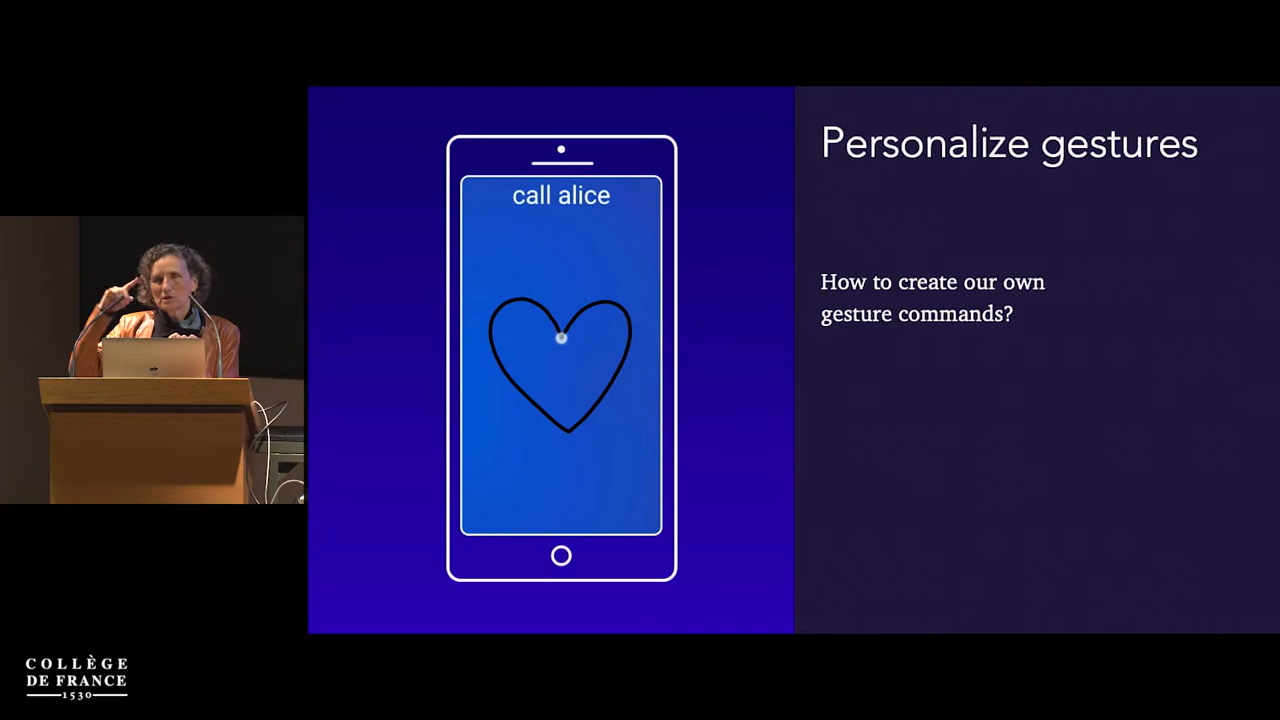 Personalize gestures
call alice
How to create our own
gesture commands?
COLLÈGE
DE FRANCE
1530